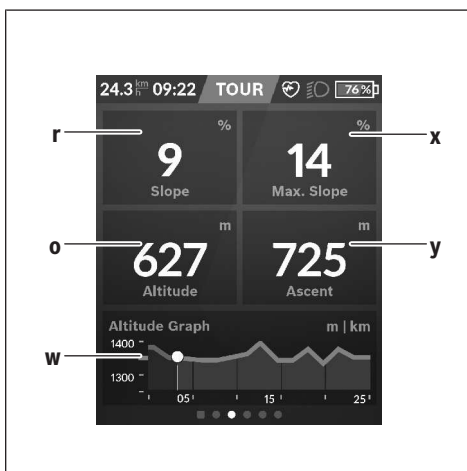 24.3 km/h 09:22 TOUR 76 %
r % % x
9 14
Slope Max. Slope
o m m y
627 725
Altitude Ascent
Altitude Graph m | km
w 1400
1300
05' 15' 25'